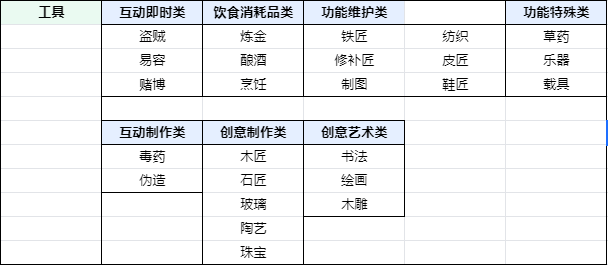 工具 互动即时类 饮食消耗品类 功能维护类 功能特殊类
盗贼 炼金 铁匠 纺织 草药
易容 酿酒 修补匠 皮匠 乐器
赌博 烹饪 制图 鞋匠 载具
互动制作类 创意制作类 创意艺术类
毒药 木匠 书法
伪造 石匠 绘画
玻璃 木雕
陶艺
珠宝